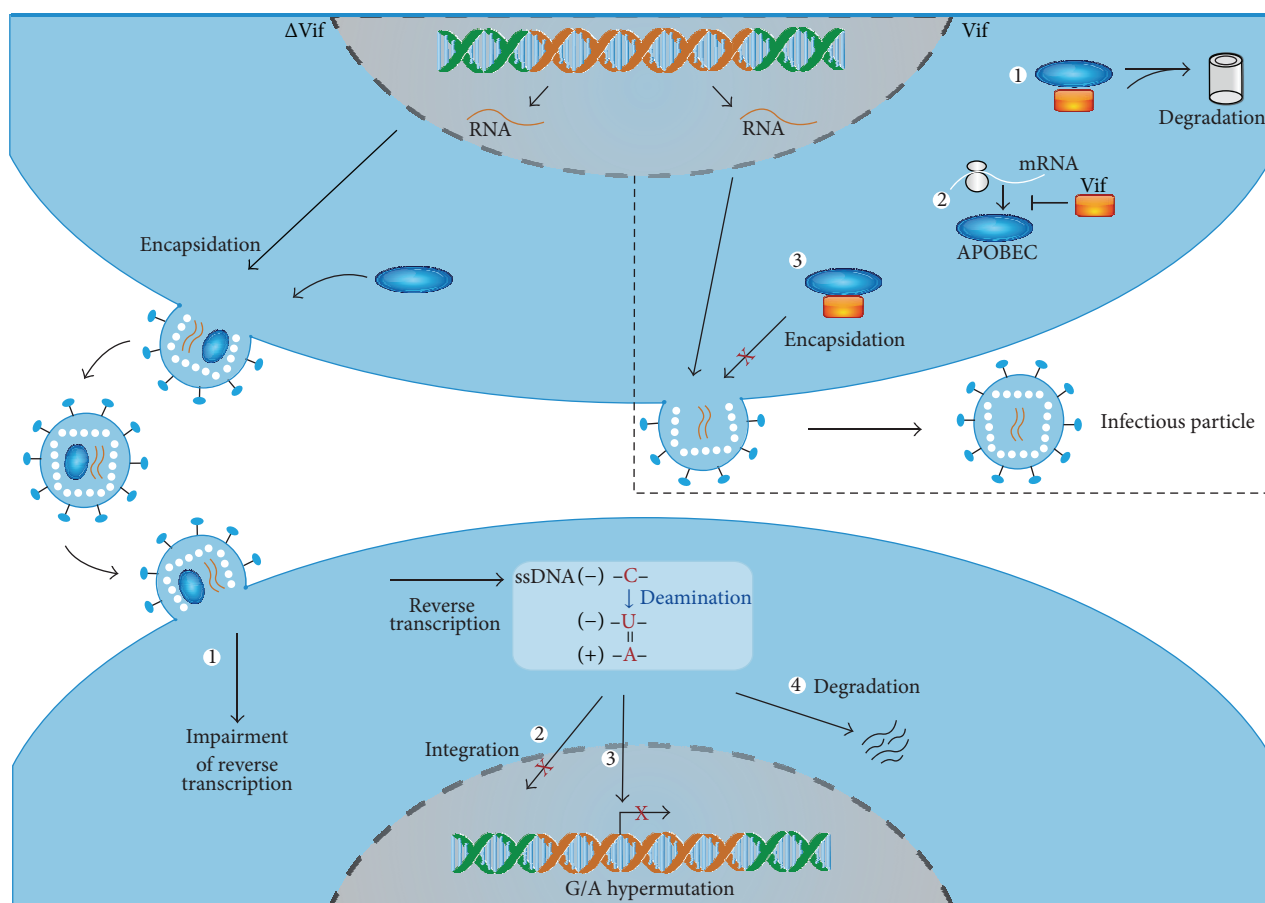 ΔVif
Vif
RNA
RNA
1
Degradation
mRNA
2
Vif
APOBEC
Encapsidation
3
Encapsidation
X
Infectious particle
ssDNA (−) –C–
↓ Deamination
(−) –U–
=
(+) –A–
Reverse
transcription
1
Impairment
of reverse
transcription
2
Integration
X
3
4 Degradation
X
G/A hypermutation